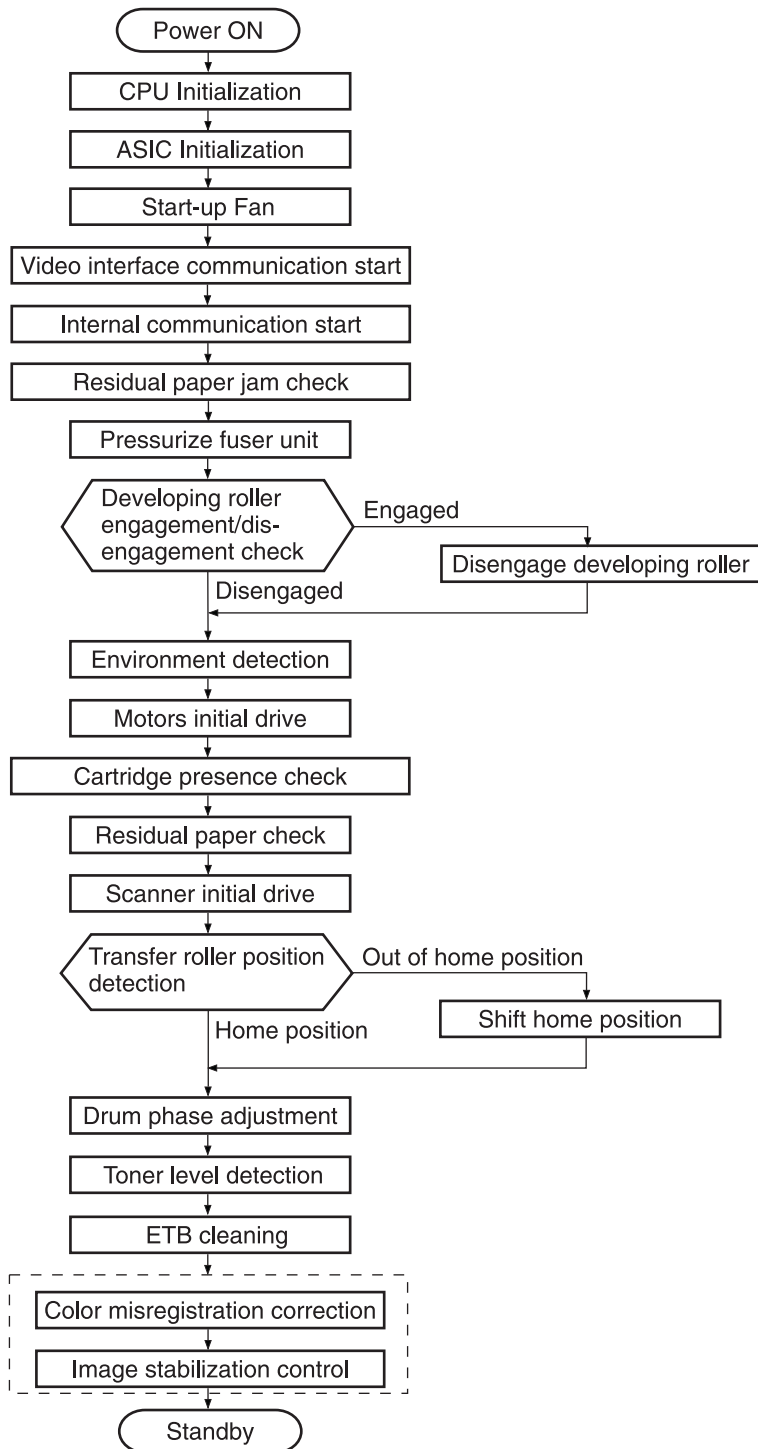 Power ON
CPU Initialization
ASIC Initialization
Start-up Fan
Video interface communication start
Internal communication start
Residual paper jam check
Pressurize fuser unit
Developing roller
engagement/dis-
engagement check
Engaged
Disengage developing roller
Disengaged
Environment detection
Motors initial drive
Cartridge presence check
Residual paper check
Scanner initial drive
Transfer roller position
detection
Out of home position
Shift home position
Home position
Drum phase adjustment
Toner level detection
ETB cleaning
Color misregistration correction
Image stabilization control
Standby